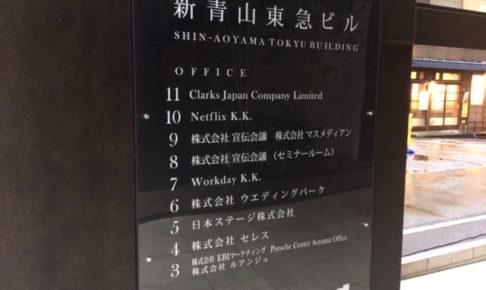 新青山東急ビル
SHIN-AOYAMA TOKYU BUILDING
OFFICE
11 Clarks Japan Company Limited
10 Netflix K.K.
9 株式会社 宣伝会議 株式会社 マスメディアン
8 株式会社 宣伝会議 (セミナールーム)
7 Workday K.K.
6 株式会社 ウエディングパーク
5 日本ステージ株式会社
4 株式会社 セレス
3 株式会社 EBIマーケティング Porsche Center Aoyama Office
株式会社 ルアンジュ